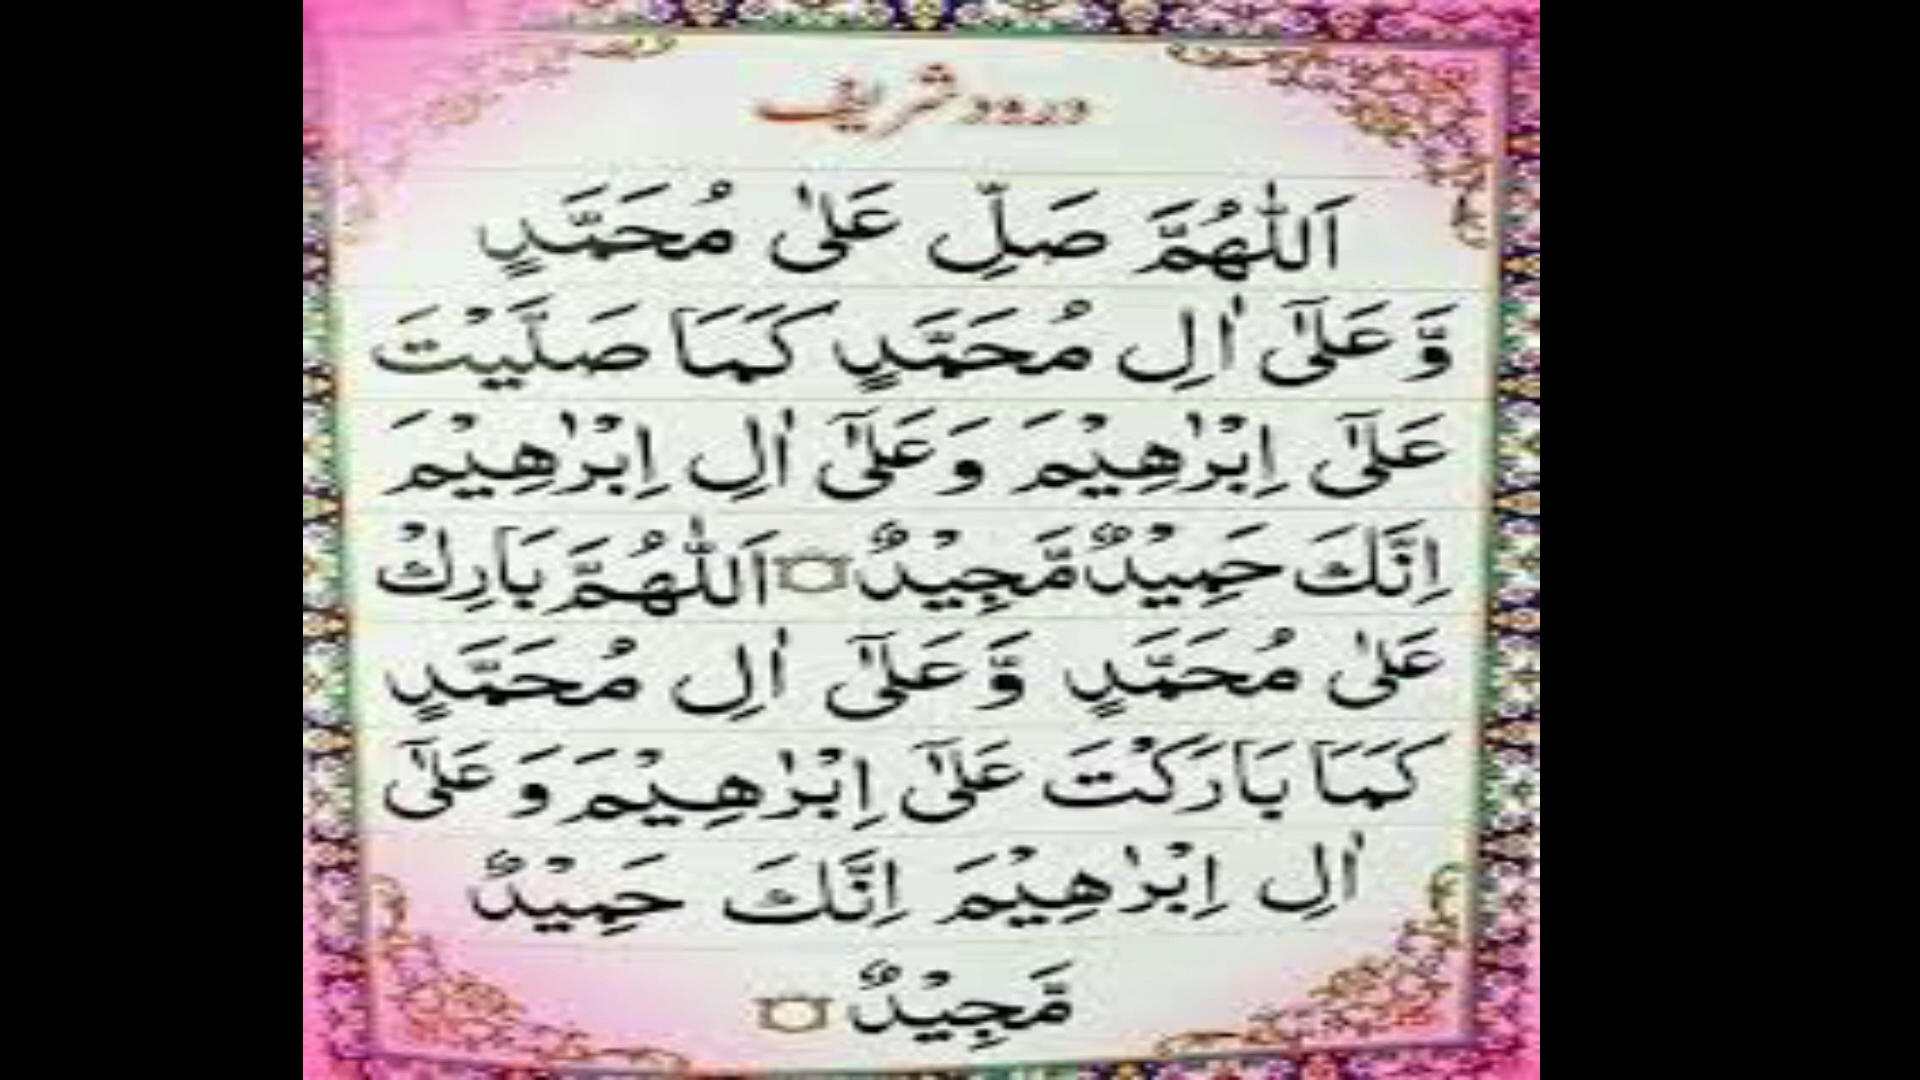 درود شریف
اَللّٰهُمَّ صَلِّ عَلٰى مُحَمَّدٍ
وَّعَلٰٓى اٰلِ مُحَمَّدٍ كَمَا صَلَّيْتَ
عَلٰٓى اِبْرٰهِيْمَ وَعَلٰٓى اٰلِ اِبْرٰهِيْمَ
اِنَّكَ حَمِيْدٌ مَّجِيْدٌ ۝ اَللّٰهُمَّ بَارِكْ
عَلٰى مُحَمَّدٍ وَّعَلٰٓى اٰلِ مُحَمَّدٍ
كَمَا بَارَكْتَ عَلٰٓى اِبْرٰهِيْمَ وَعَلٰٓى
اٰلِ اِبْرٰهِيْمَ اِنَّكَ حَمِيْدٌ
مَّجِيْدٌ ۝